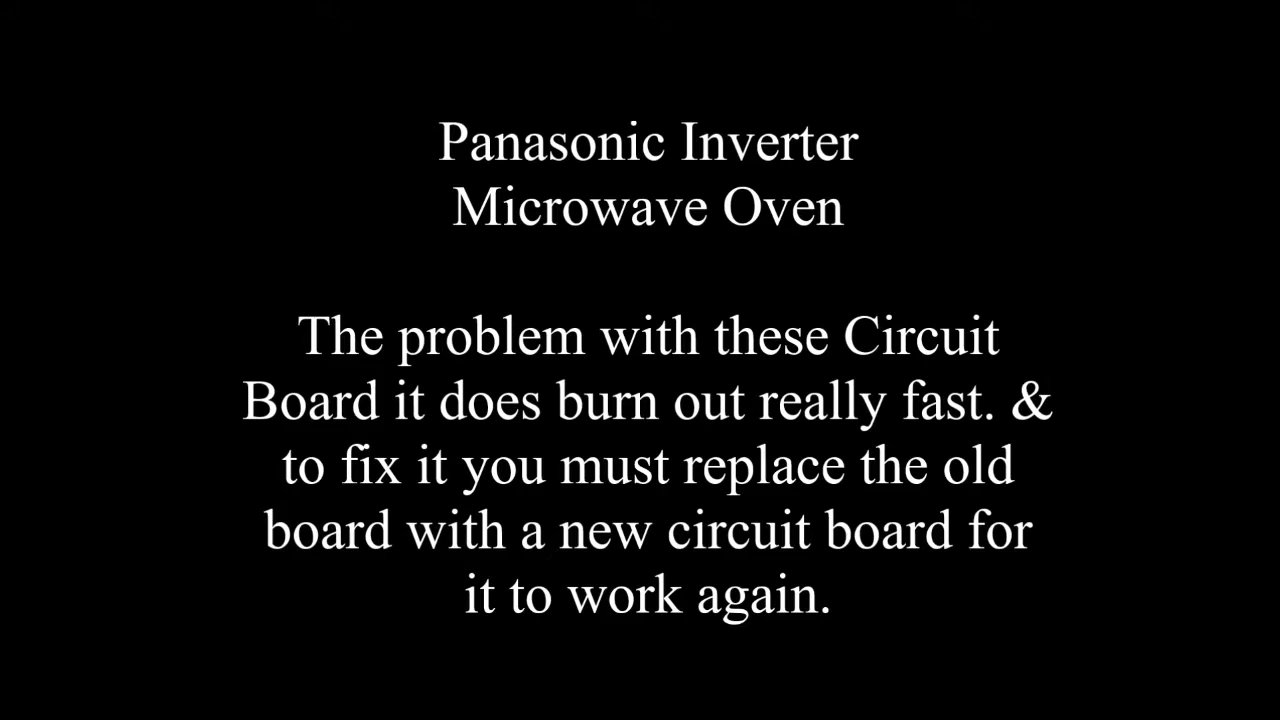 Panasonic Inverter
Microwave Oven
The problem with these Circuit
Board it does burn out really fast. &
to fix it you must replace the old
board with a new circuit board for
it to work again.